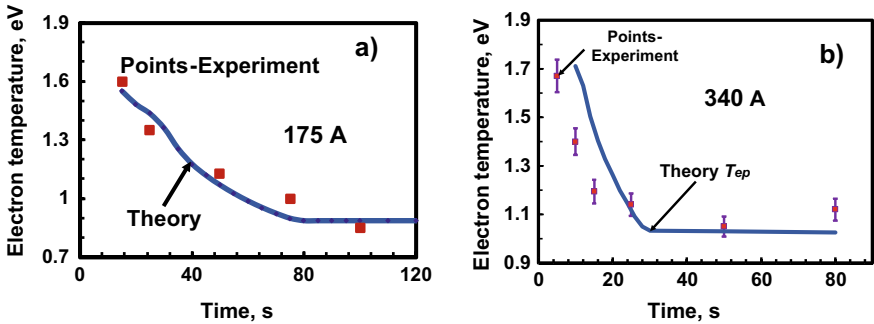 Electron temperature, eV
1.9
1.6
1.3
1
0.7
a)
Points-Experiment
175 A
Theory
0
40
80
120
Time, s
Electron temperature, eV
1.9
1.7
1.5
1.3
1.1
0.9
b)
Points-
Experiment
340 A
Theory Tep
0
20
40
60
80
Time, s